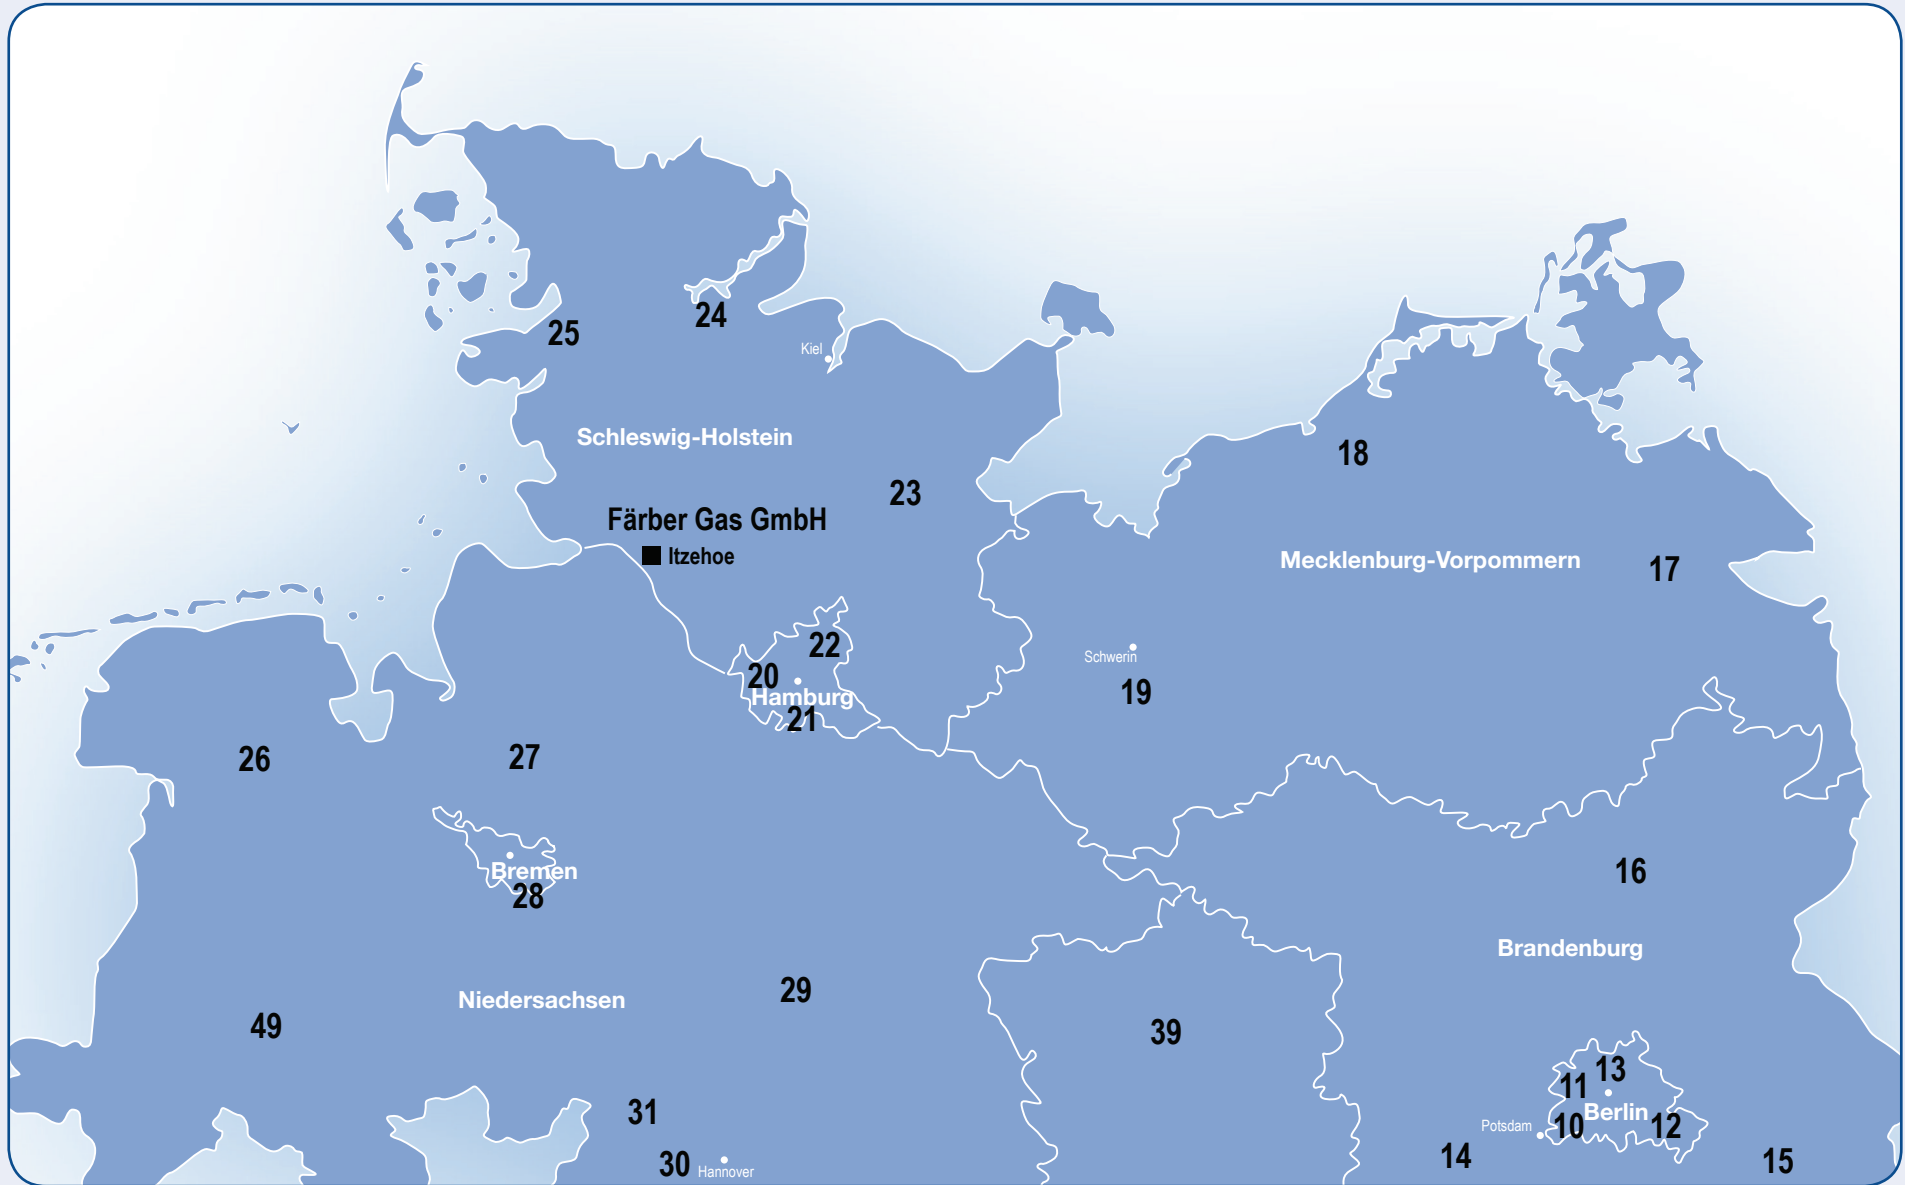 24
25
Kiel
Schleswig-Holstein
18
23
Färber Gas GmbH
Itzehoe
Mecklenburg-Vorpommern
17
22
Schwerin
20
19
Hamburg
21
26
27
Bremen
16
28
Brandenburg
29
Niedersachsen
49
39
13
11
31
Berlin
Potsdam
10
12
14
15
30
Hannover